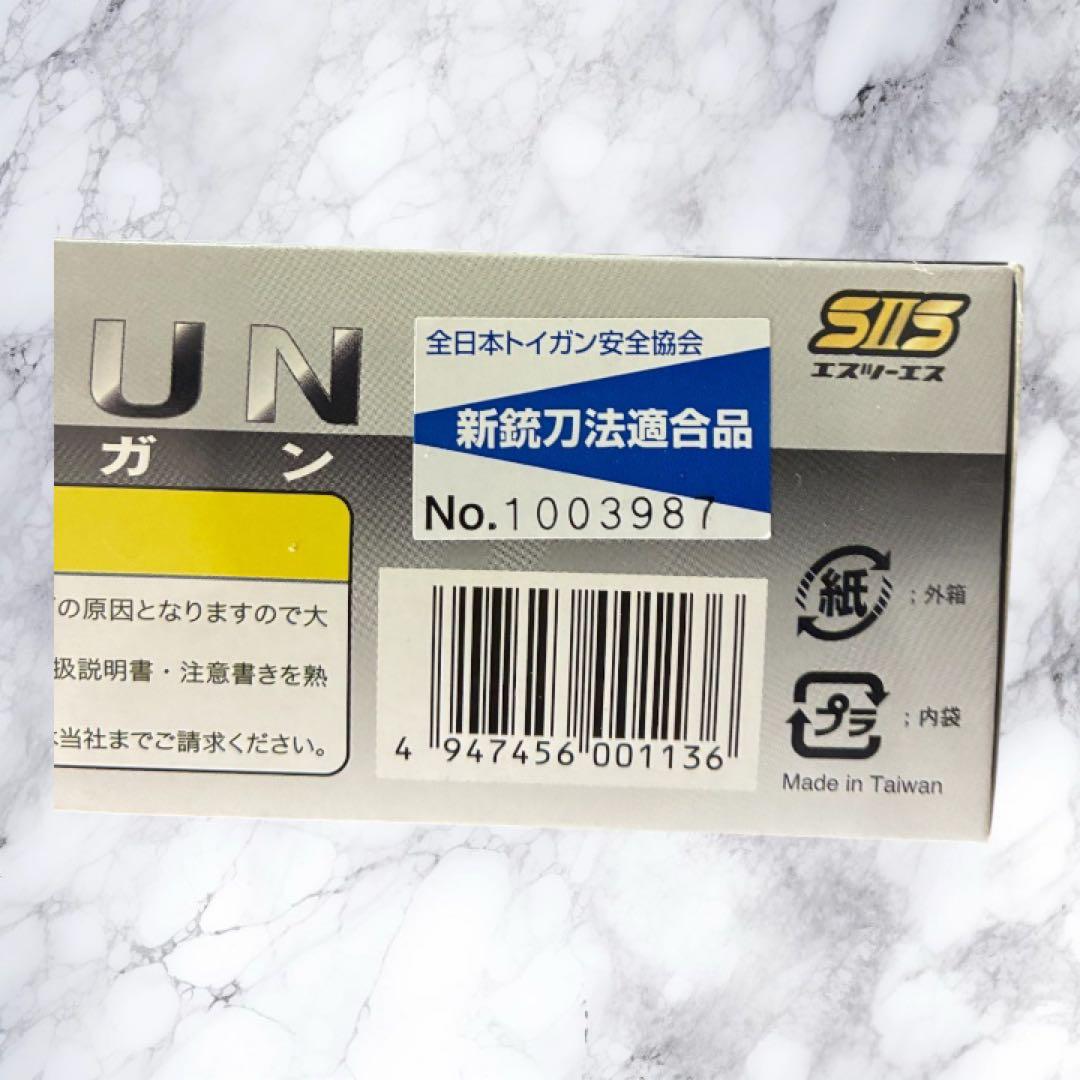 UN
ガン
全日本トイガン安全協会
新銃刀法適合品
No.1003987
SIIS
エスツーエス
の原因となりますので大
扱説明書・注意書きを熟
当社までご請求ください。
4 947456 001136
紙 ; 外箱
プラ ; 内袋
Made in Taiwan